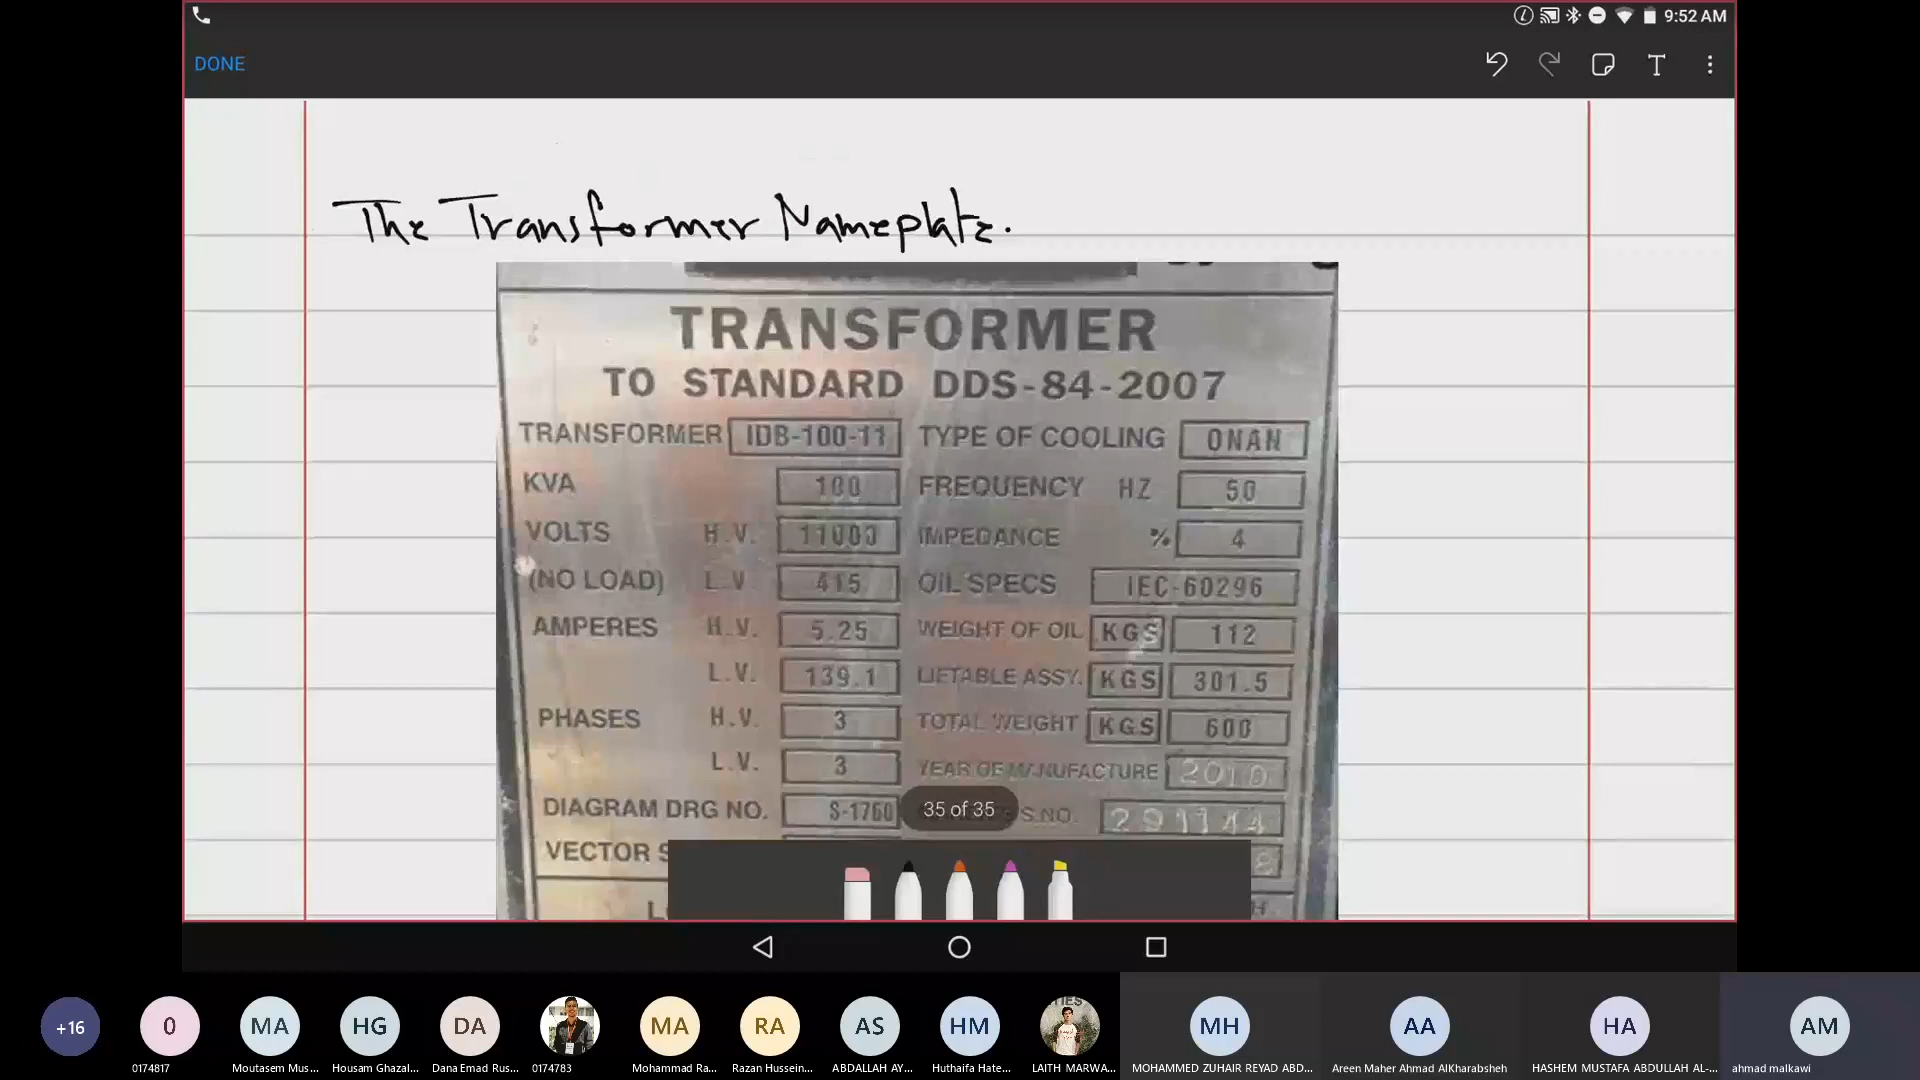 9:52 AM
DONE
The Transformer Nameplate.
TRANSFORMER
TO STANDARD DDS-84-2007
TRANSFORMER IDB-100-11 TYPE OF COOLING ONAN
KVA 100 FREQUENCY HZ 50
VOLTS H.V. 11000 IMPEDANCE % 4
(NO LOAD) L.V 415 OIL SPECS IEC-60296
AMPERES H.V. 5.25 WEIGHT OF OIL KGS 112
L.V. 139.1 LIFTABLE ASSY. KGS 301.5
PHASES H.V. 3 TOTAL WEIGHT KGS 600
L.V. 3 YEAR OF MANUFACTURE 2010
DIAGRAM DRG NO. S-1760 S.NO. 291144
35 of 35
VECTOR S 8
+16
0
MA
HG
DA
MA
RA
AS
HM
MH
AA
HA
AM
0174817
Moutasem Mus...
Housam Ghazal...
Dana Emad Rus...
0174783
Mohammad Ra...
Razan Hussein...
ABDALLAH AY...
Huthaifa Hate...
LAITH MARWA...
MOHAMMED ZUHAIR REYAD ABD...
Areen Maher Ahmad AlKharabsheh
HASHEM MUSTAFA ABDULLAH AL-...
ahmad malkawi